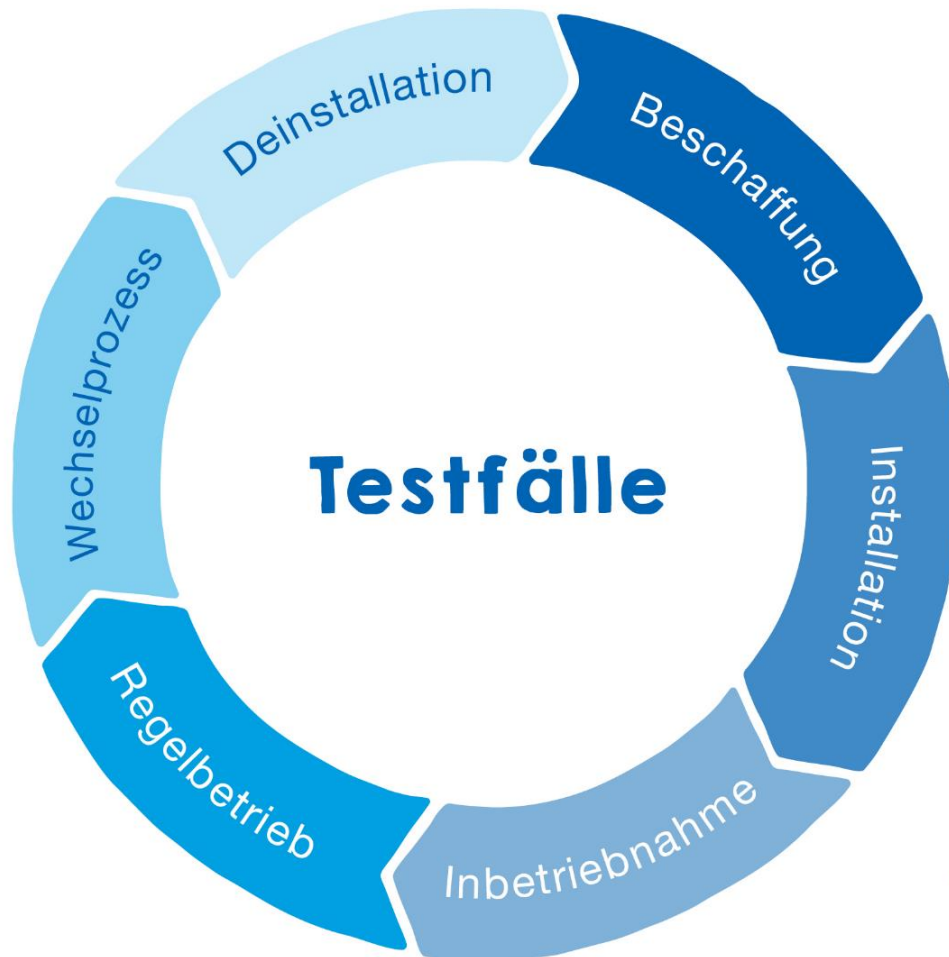 Beschaffung
Installation
Inbetriebnahme
Regelbetrieb
Wechselprozess
Deinstallation
Testfälle